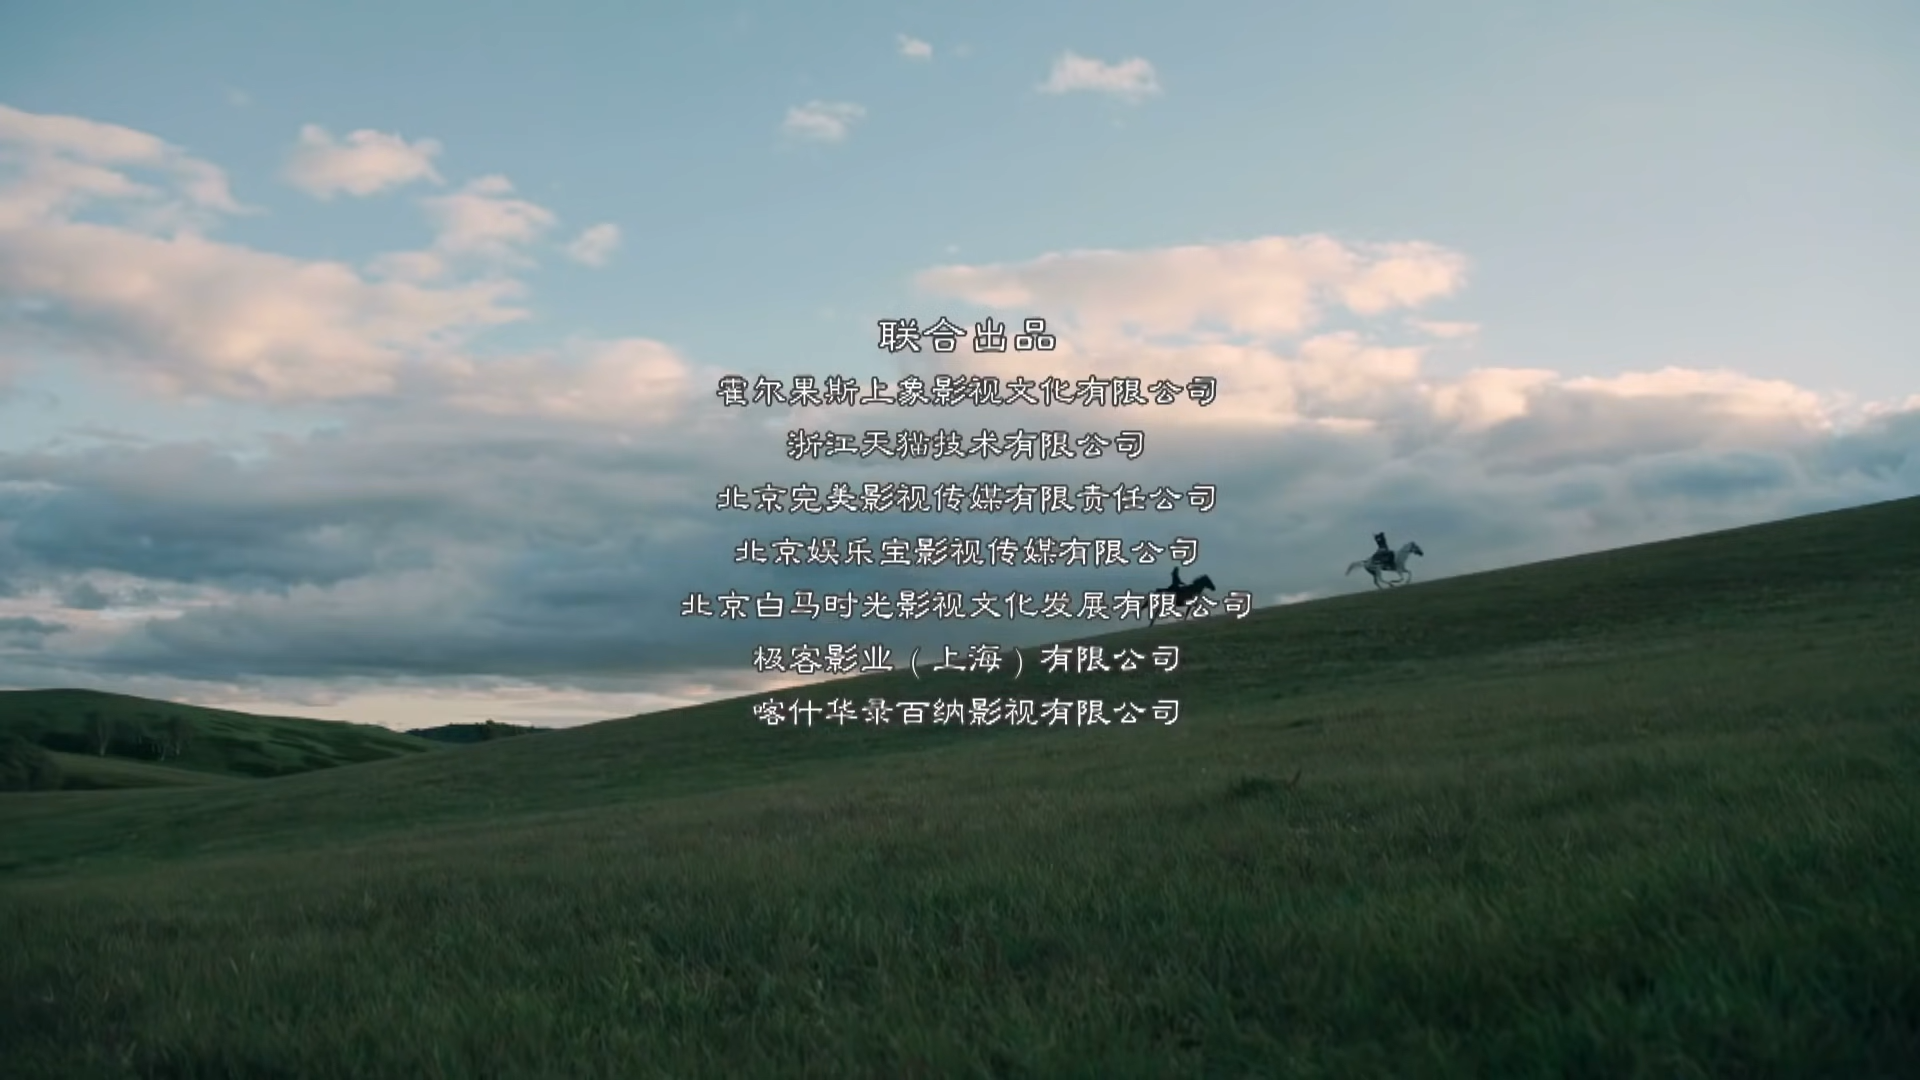 联合出品
霍尔果斯上象影视文化有限公司
浙江天猫技术有限公司
北京完美影视传媒有限责任公司
北京娱乐宝影视传媒有限公司
北京白马时光影视文化发展有限公司
极客影业（上海）有限公司
喀什华录百纳影视有限公司